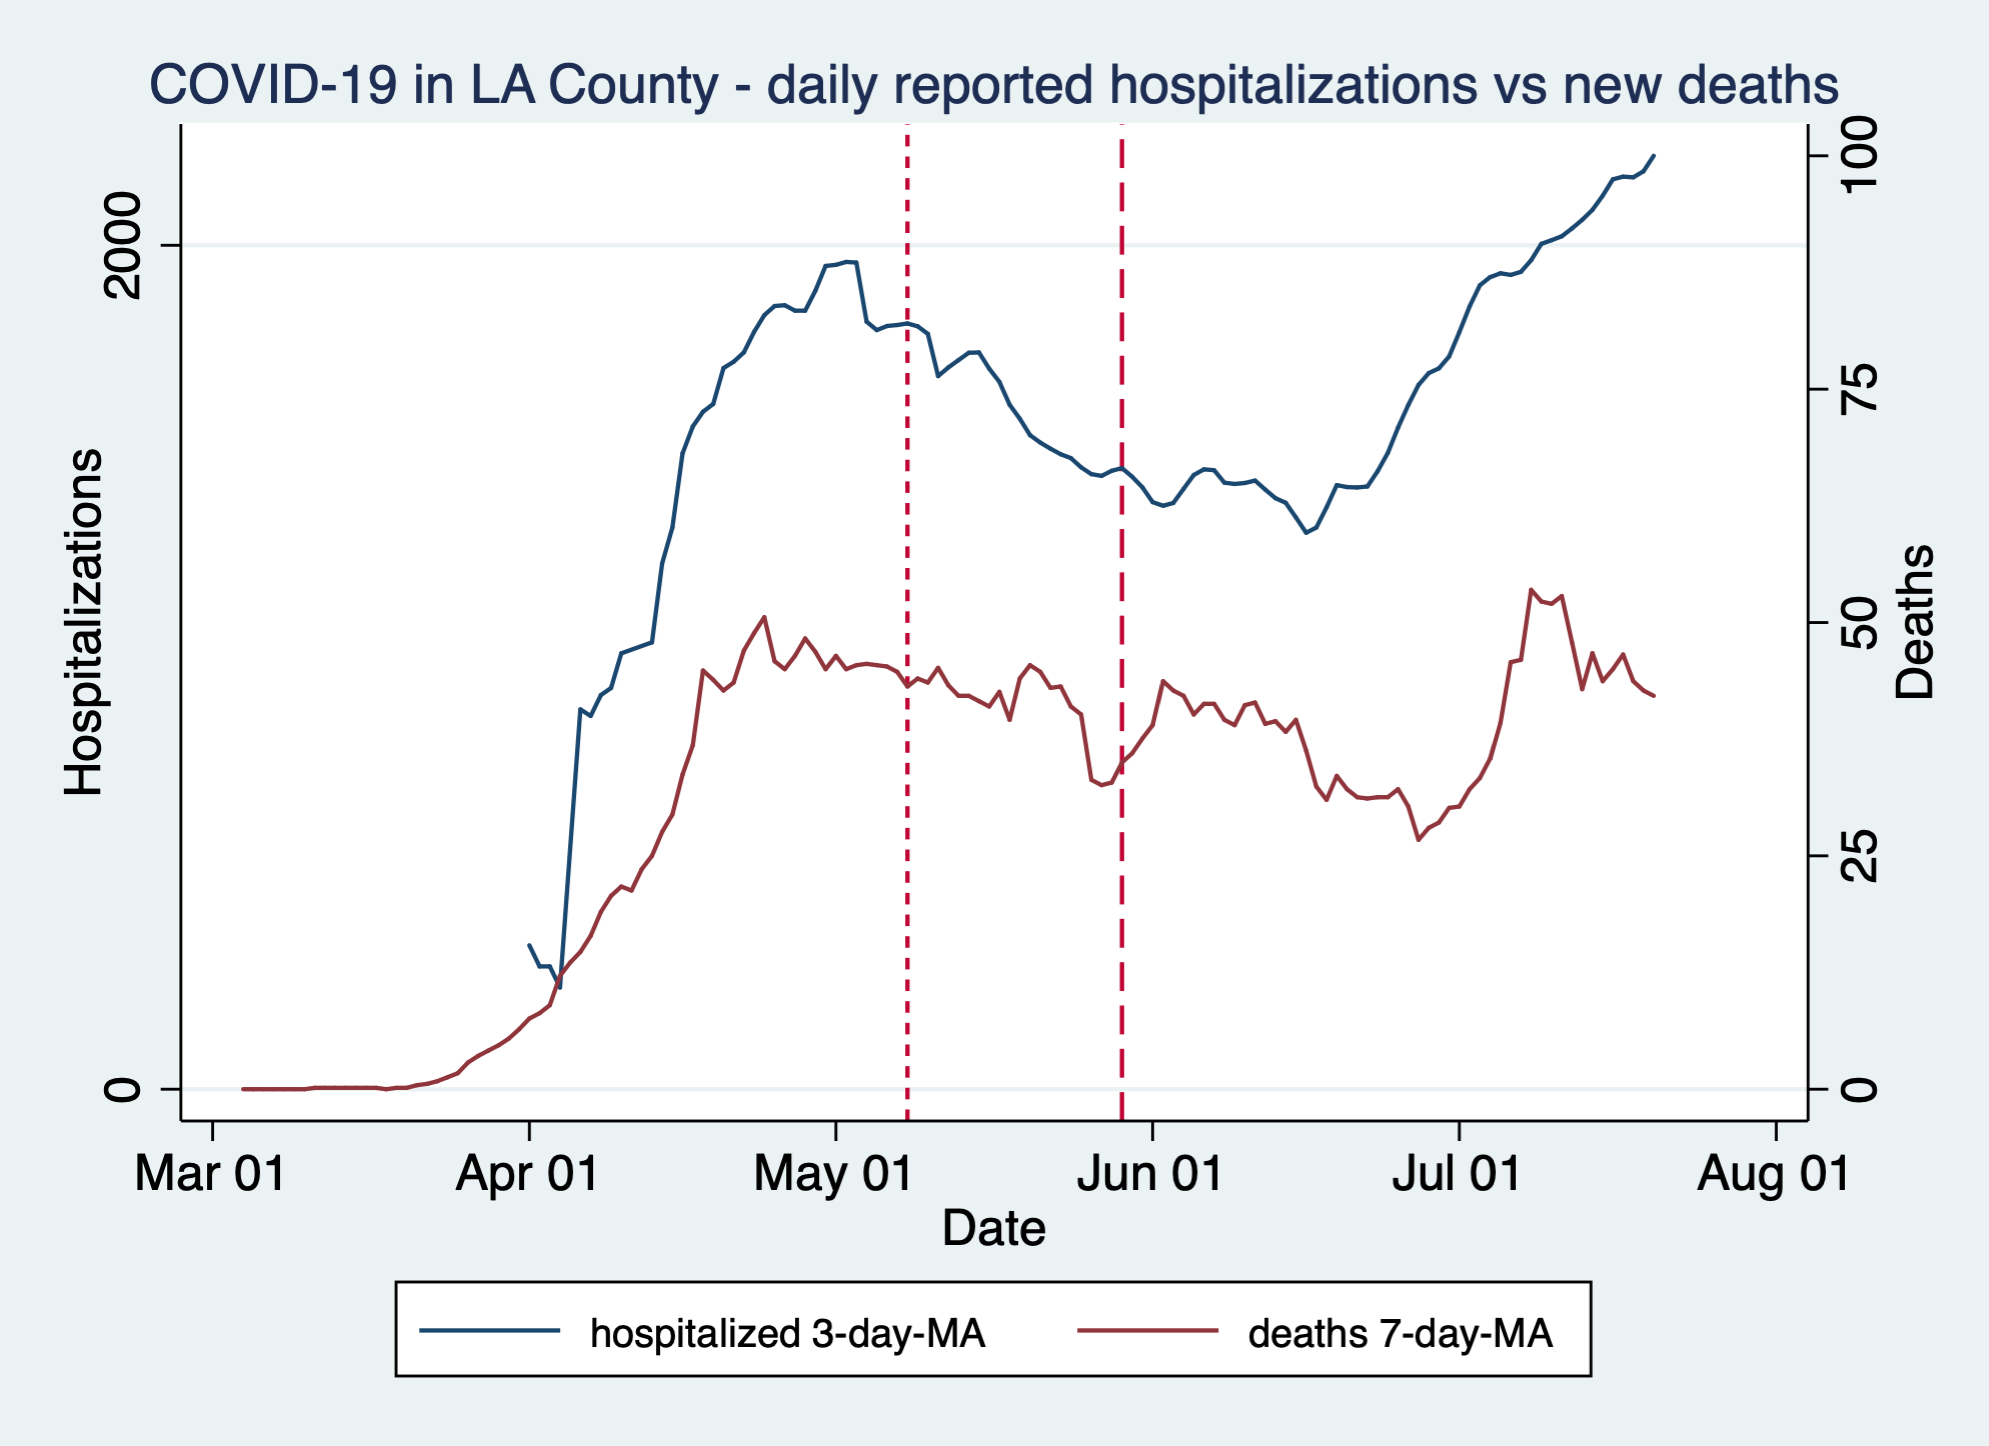 COVID-19 in LA County - daily reported hospitalizations vs new deaths
Hospitalizations
2000
0
100
75
50
25
0
Deaths
Mar 01
Apr 01
May 01
Jun 01
Jul 01
Aug 01
Date
hospitalized 3-day-MA
deaths 7-day-MA